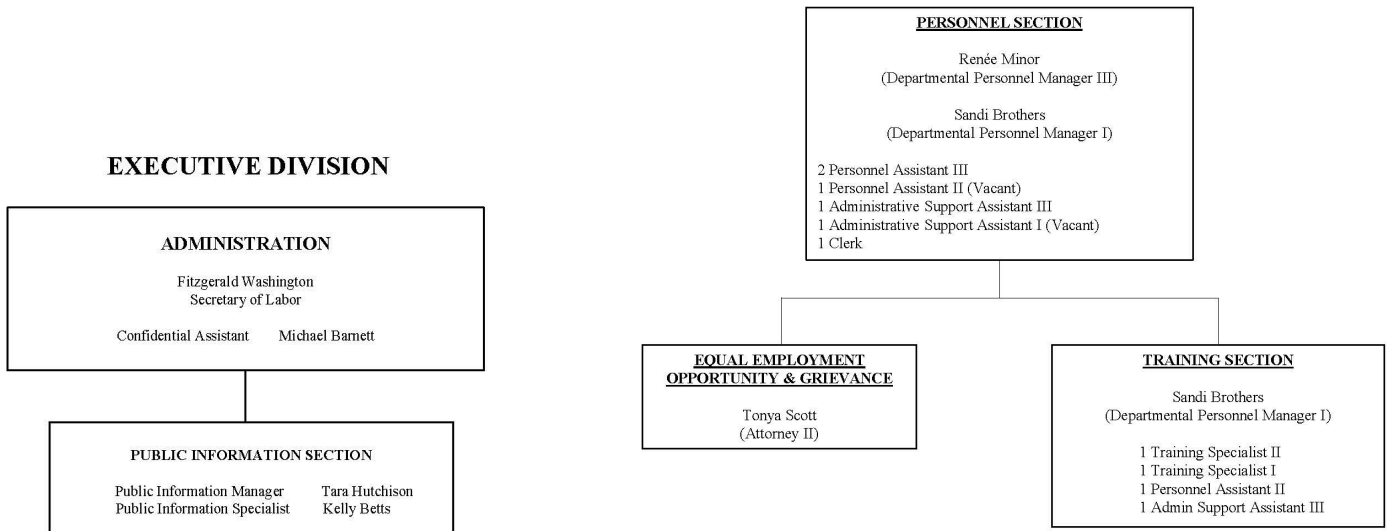 EXECUTIVE DIVISION
ADMINISTRATION
Fitzgerald Washington
Secretary of Labor
Confidential Assistant Michael Barnett
PUBLIC INFORMATION SECTION
Public Information Manager Tara Hutchison
Public Information Specialist Kelly Betts
PERSONNEL SECTION
Renée Minor
(Departmental Personnel Manager III)
Sandi Brothers
(Departmental Personnel Manager I)
2 Personnel Assistant III
1 Personnel Assistant II (Vacant)
1 Administrative Support Assistant III
1 Administrative Support Assistant I (Vacant)
1 Clerk
EQUAL EMPLOYMENT
OPPORTUNITY & GRIEVANCE
Tonya Scott
(Attorney II)
TRAINING SECTION
Sandi Brothers
(Departmental Personnel Manager I)
1 Training Specialist II
1 Training Specialist I
1 Personnel Assistant II
1 Admin Support Assistant III